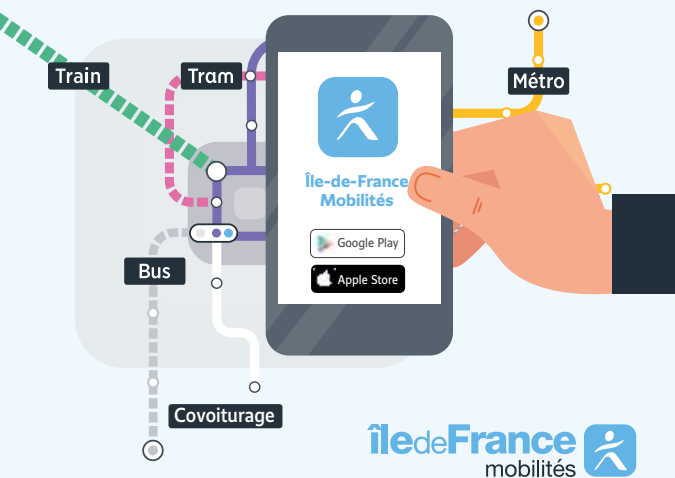 Train
Tram
Métro
Île-de-France
Mobilités
Google Play
Apple Store
Bus
Covoiturage
îledeFrance
mobilités